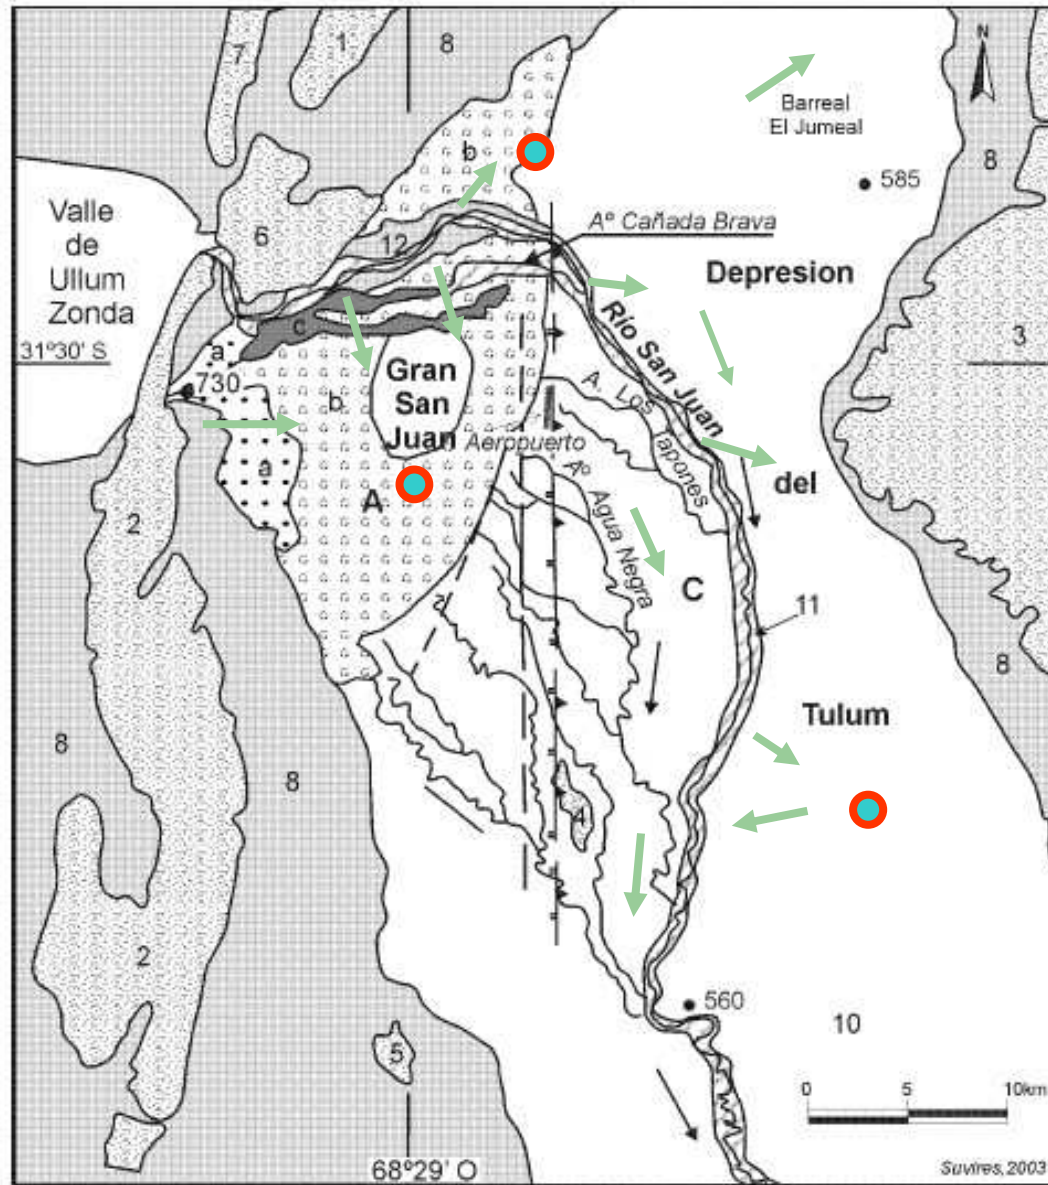 7
1
8
N
Barreal
El Jumeal
8
585
b
Valle
de
Ullum
Zonda
6
12
Aº Cañada Brava
Depresion
Río San Juan
31º30' S
3
c
a
730
b
Gran
San
Juan
Aeropuerto
A. Los
Tapones
a
A
Aº
Agua Negra
del
2
C
11
8
Tulum
8
8
4
2
560
10
5
0
5
10km
68º29' O
Suvires, 2003